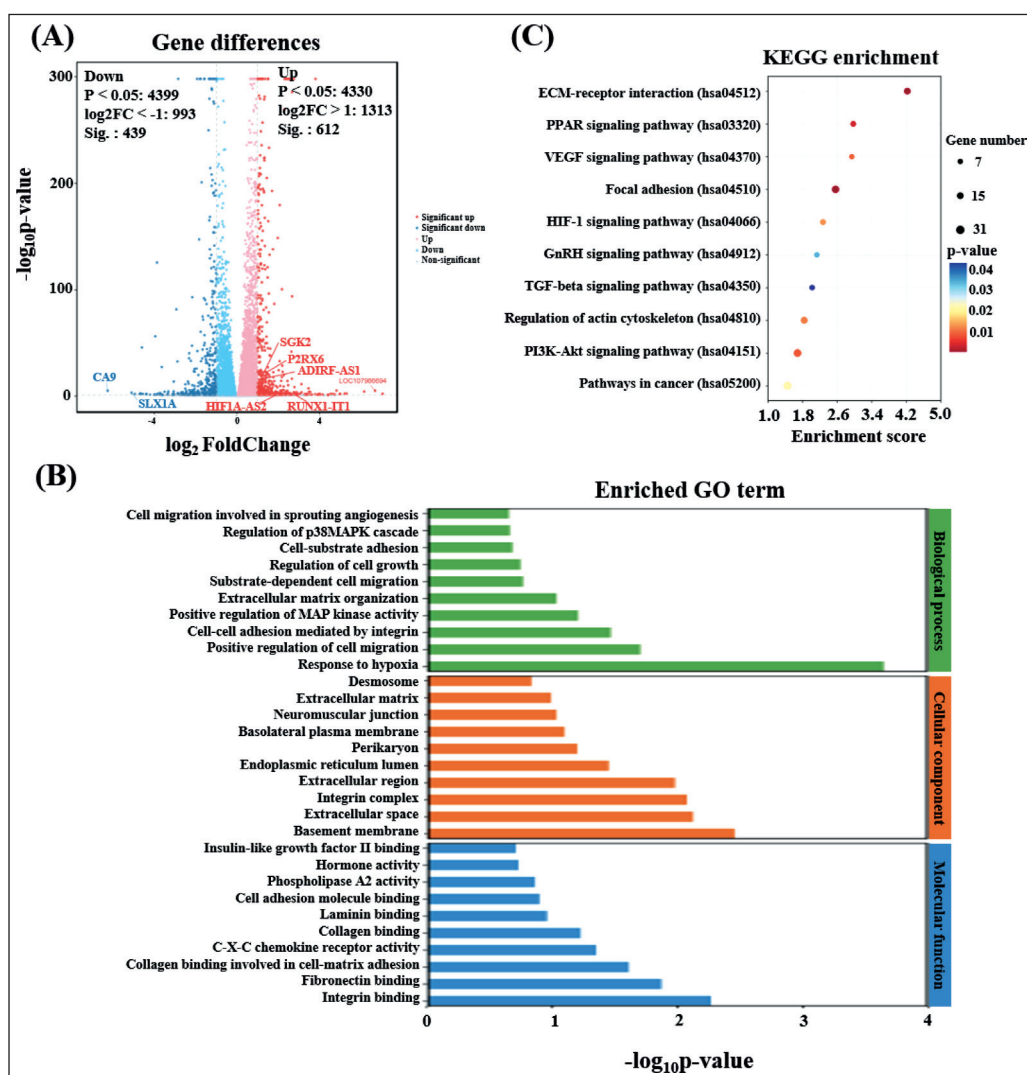 (A)
Gene differences
Down
P < 0.05: 4399
log2FC < -1: 993
Sig. : 439
Up
P < 0.05: 4330
log2FC > 1: 1313
Sig. : 612
300
200
100
0
-log10p-value
Significant up
Significant down
Up
Down
Non-significant
SGK2
P2RX6
ADIRF-AS1
LOC107986694
CA9
SLX1A
HIF1A-AS2
RUNX1-IT1
-4
0
4
log2 FoldChange
(C)
KEGG enrichment
ECM-receptor interaction (hsa04512)
PPAR signaling pathway (hsa03320)
VEGF signaling pathway (hsa04370)
Focal adhesion (hsa04510)
HIF-1 signaling pathway (hsa04066)
GnRH signaling pathway (hsa04912)
TGF-beta signaling pathway (hsa04350)
Regulation of actin cytoskeleton (hsa04810)
PI3K-Akt signaling pathway (hsa04151)
Pathways in cancer (hsa05200)
1.0 1.8 2.6 3.4 4.2 5.0
Enrichment score
Gene number
7
15
31
p-value
0.04
0.03
0.02
0.01
(B)
Enriched GO term
Cell migration involved in sprouting angiogenesis
Regulation of p38MAPK cascade
Cell-substrate adhesion
Regulation of cell growth
Substrate-dependent cell migration
Extracellular matrix organization
Positive regulation of MAP kinase activity
Cell-cell adhesion mediated by integrin
Positive regulation of cell migration
Response to hypoxia
Biological process
Desmosome
Extracellular matrix
Neuromuscular junction
Basolateral plasma membrane
Perikaryon
Endoplasmic reticulum lumen
Extracellular region
Integrin complex
Extracellular space
Basement membrane
Cellular component
Insulin-like growth factor II binding
Hormone activity
Phospholipase A2 activity
Cell adhesion molecule binding
Laminin binding
Collagen binding
C-X-C chemokine receptor activity
Collagen binding involved in cell-matrix adhesion
Fibronectin binding
Integrin binding
Molecular function
0 1 2 3 4
-log10p-value